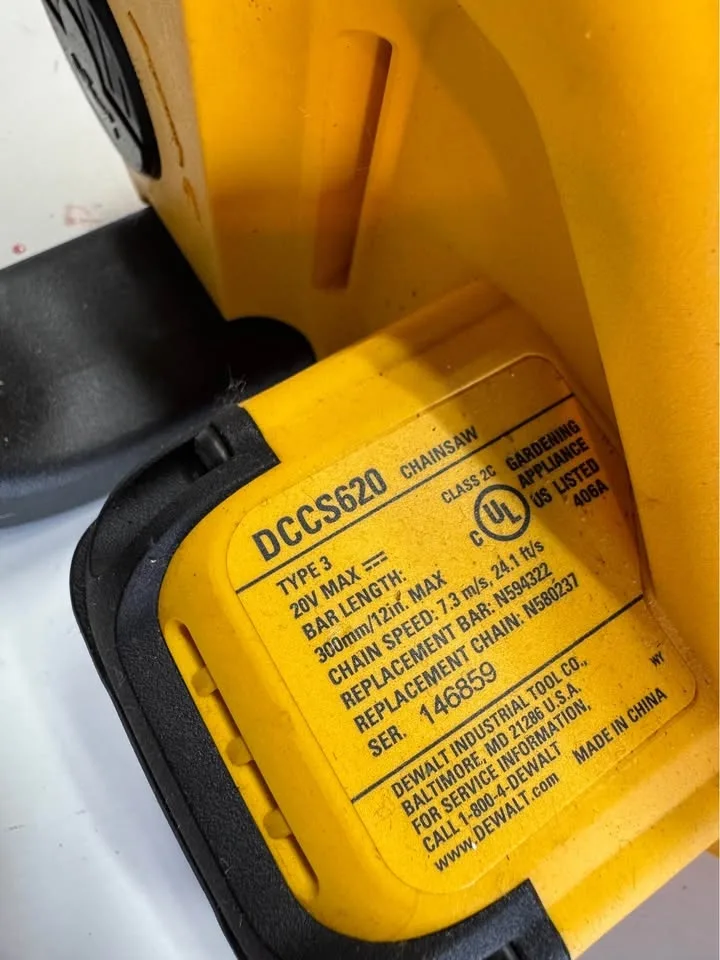 DCCS620 CHAINSAW
TYPE 3
20V MAX ⎓
BAR LENGTH:
300mm/12in. MAX
CHAIN SPEED: 7.3 m/s, 24.1 ft/s
REPLACEMENT BAR: N594322
REPLACEMENT CHAIN: N580237
SER. 146859
CLASS 2C GARDENING
APPLIANCE
C UL US LISTED
406A
DEWALT INDUSTRIAL TOOL CO.,
BALTIMORE, MD 21286 U.S.A.
FOR SERVICE INFORMATION,
CALL 1-800-4-DEWALT
www.DEWALT.com
MADE IN CHINA
WY